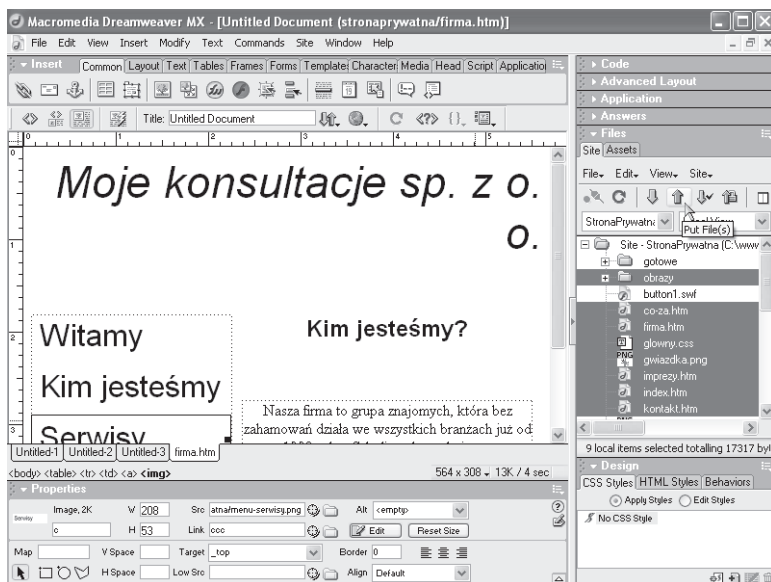 Macromedia Dreamweaver MX - [Untitled Document (stronaprywatna/firma.htm)]
File Edit View Insert Modify Text Commands Site Window Help
Insert Common Layout Text Tables Frames Forms Template Character Media Head Script Applicatio
Title: Untitled Document
Moje konsultacje sp. z o.
o.
Witamy
Kim jesteśmy
Serwisy
Kim jesteśmy?
Nasza firma to grupa znajomych, która bez
zahamowań działa we wszystkich branżach już od
Untitled-1 Untitled-2 Untitled-3 firma.htm
<body> <table> <tr> <td> <a> <img>
564 x 308 13K / 4 sec
Properties
Image, 2K W 208 Src atna/menu-serwisy.png Alt <empty>
Serwisy
c H 53 Link ccc Edit Reset Size
Map V Space Target _top Border 0
H Space Low Src Align Default
Code
Advanced Layout
Application
Answers
Files
Site Assets
File Edit View Site
StronaPrywatn
Put File(s)
Site - StronaPrywatna (C:\www
gotowe
obrazy
button1.swf
co-za.htm
firma.htm
glowny.css
PNG gwiazdka.png
imprezy.htm
index.htm
kontakt.htm
9 local items selected totalling 17317 byt
Design
CSS Styles HTML Styles Behaviors
Apply Styles Edit Styles
No CSS Style